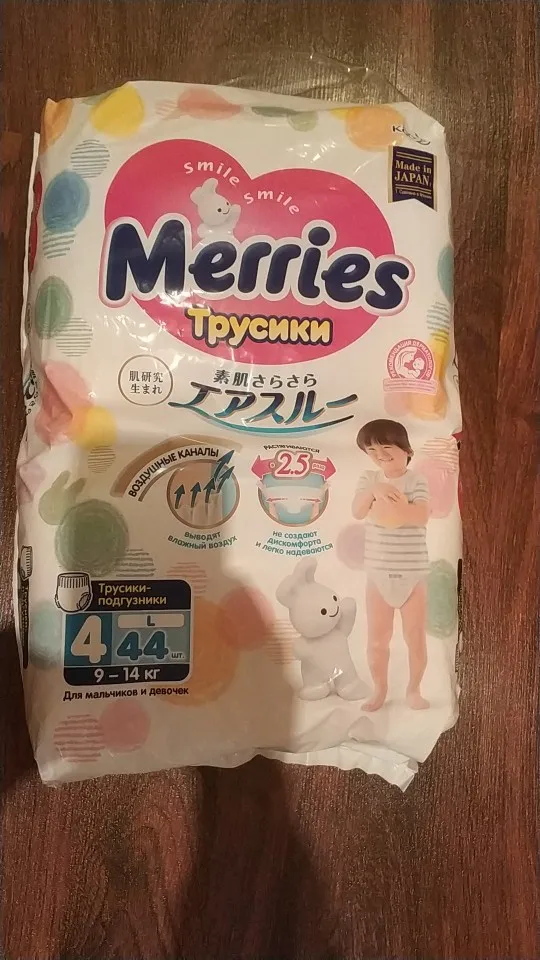 Smile Smile
Made in
JAPAN
Merries
Трусики
肌研究
生まれ
素肌さらさら
エアスルー
ВОЗДУШНЫЕ КАНАЛЫ
выводят
влажный воздух
РАСТЯГИВАЮТСЯ
в 2.5 раза
не создают
дискомфорта
и легко надеваются
Трусики-
подгузники
4 L
44 шт.
9 – 14 кг
Для мальчиков и девочек